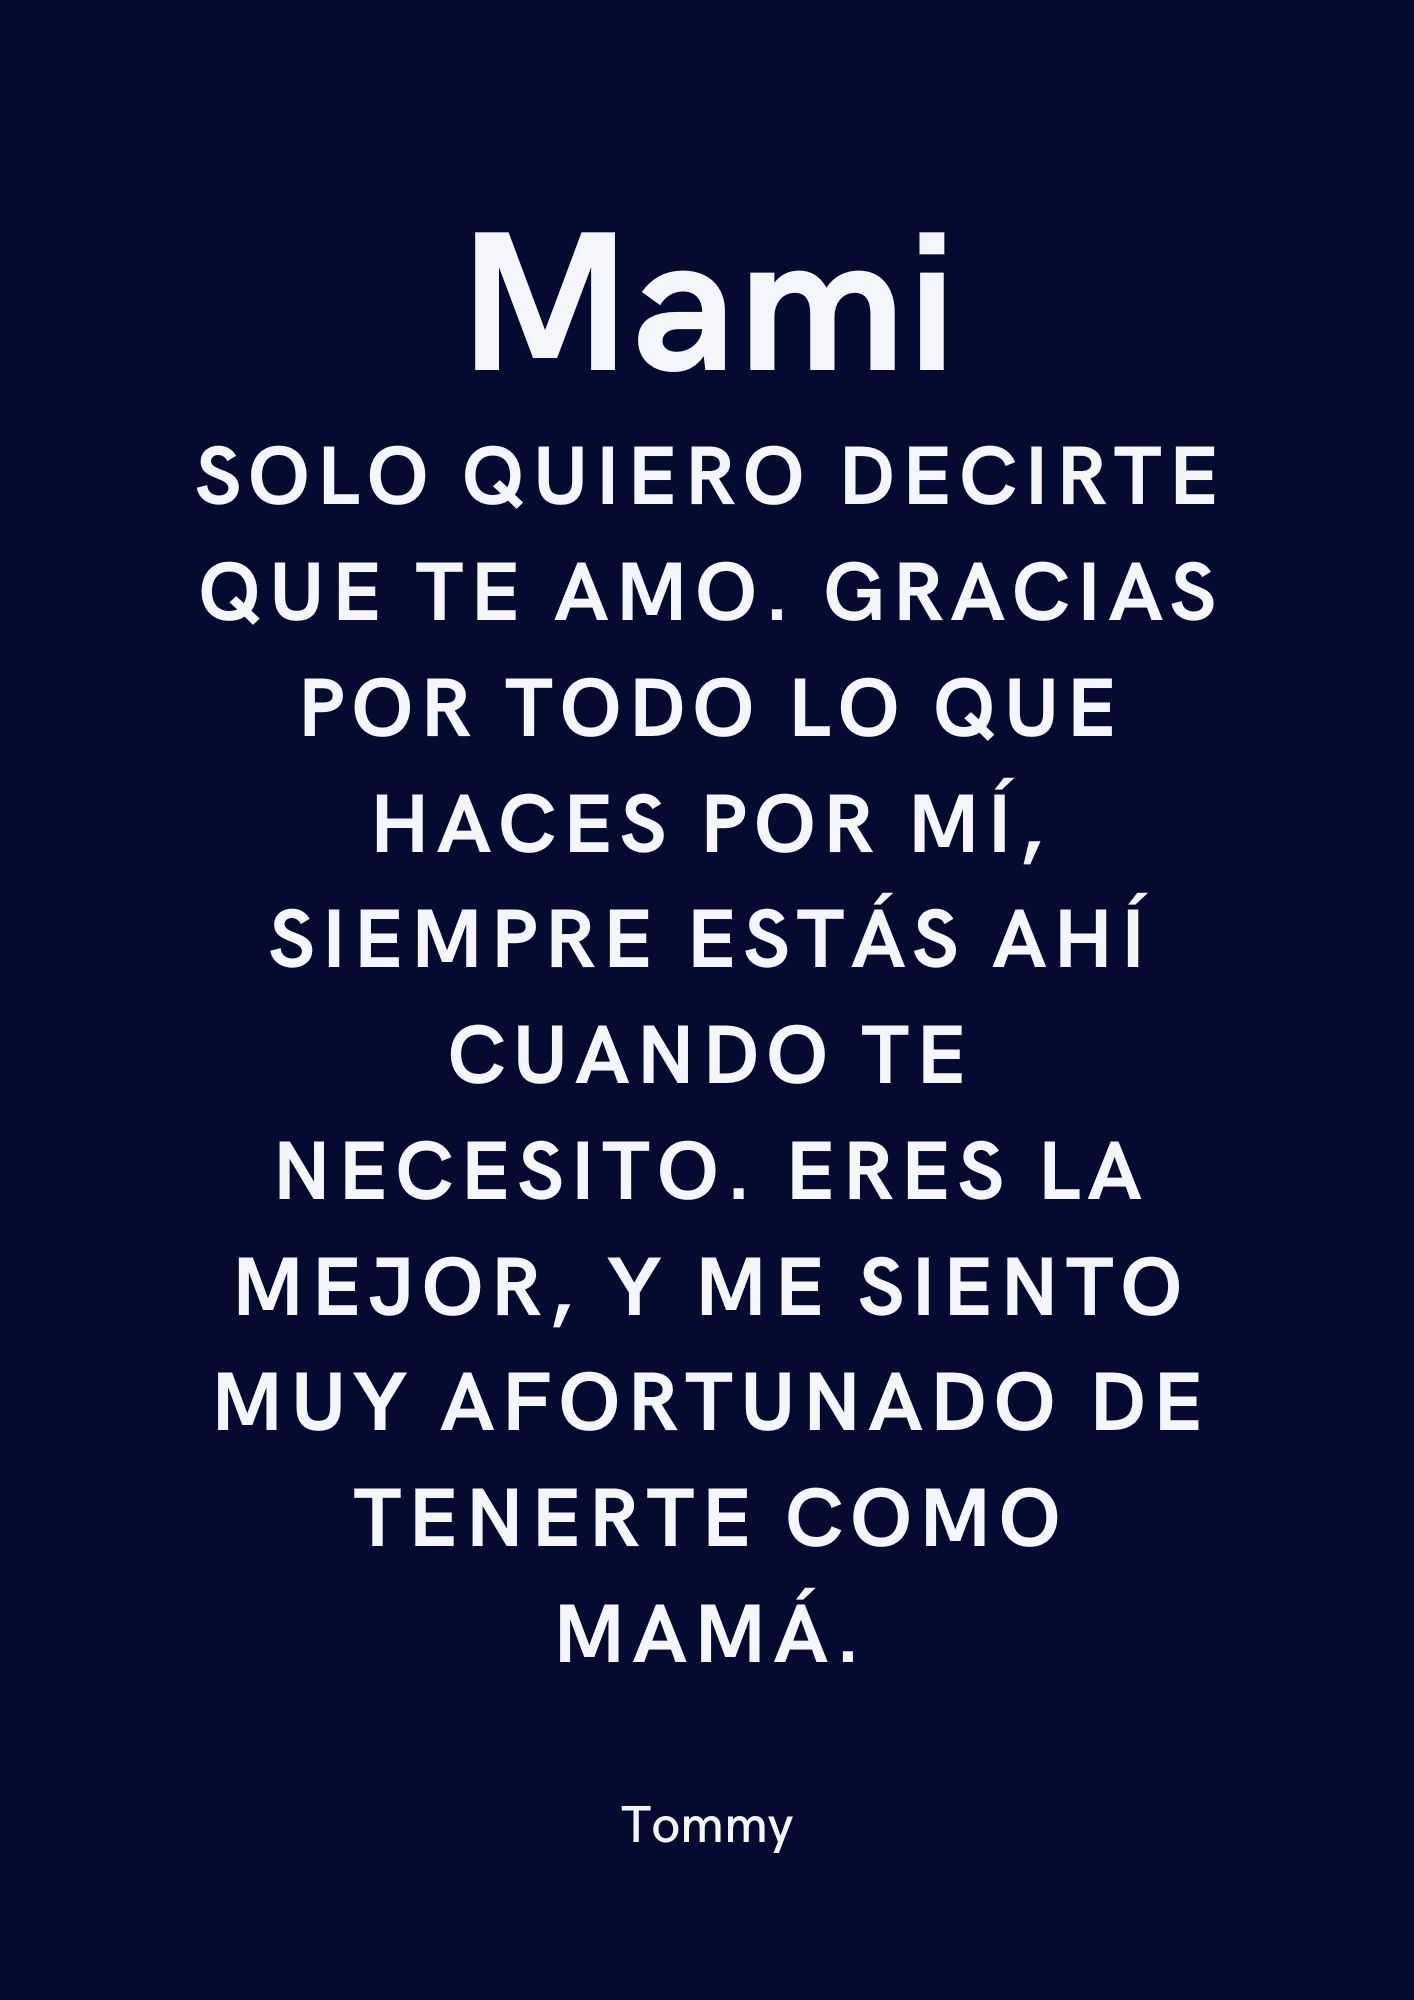 Mami
SOLO QUIERO DECIRTE
QUE TE AMO. GRACIAS
POR TODO LO QUE
HACES POR MÍ,
SIEMPRE ESTÁS AHÍ
CUANDO TE
NECESITO. ERES LA
MEJOR, Y ME SIENTO
MUY AFORTUNADO DE
TENERTE COMO
MAMÁ.
Tommy